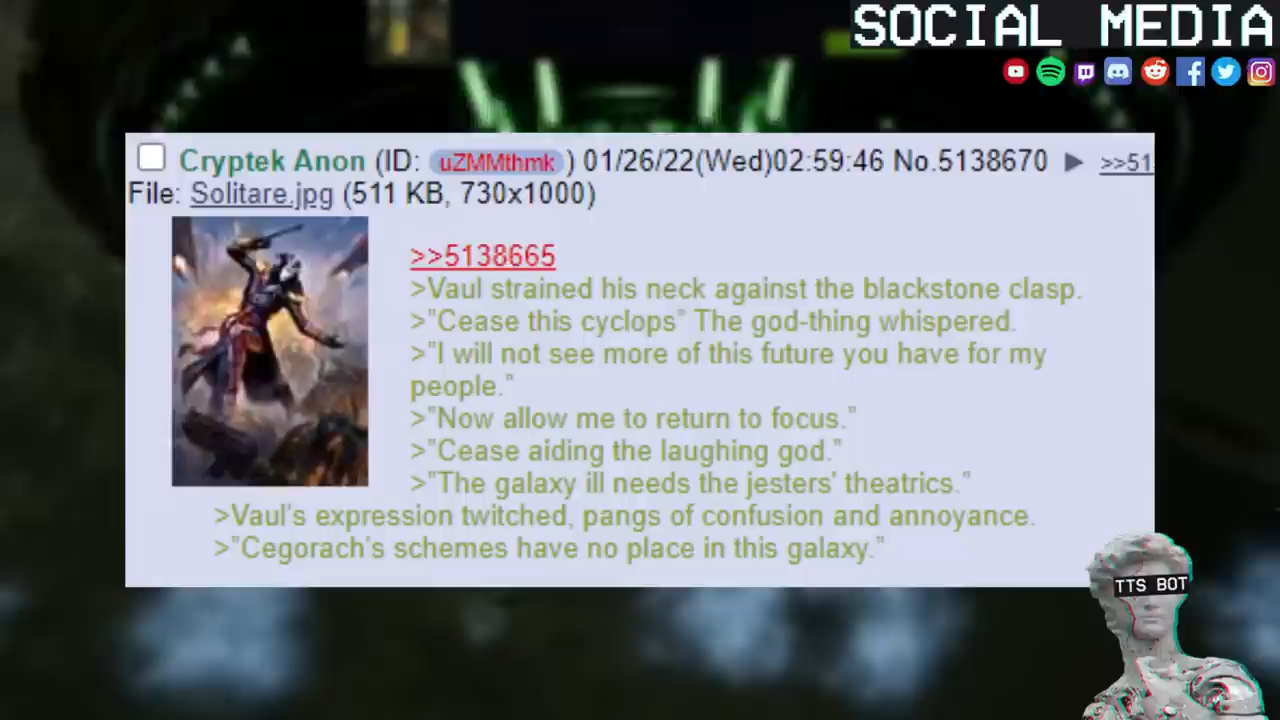 SOCIAL MEDIA
Cryptek Anon (ID: uZMMthmk ) 01/26/22(Wed)02:59:46 No.5138670 ▶ >>51
File: Solitare.jpg (511 KB, 730x1000)
>>5138665
>Vaul strained his neck against the blackstone clasp.
>"Cease this cyclops" The god-thing whispered.
>"I will not see more of this future you have for my
people."
>"Now allow me to return to focus."
>"Cease aiding the laughing god."
>"The galaxy ill needs the jesters' theatrics."
>Vaul's expression twitched, pangs of confusion and annoyance.
>"Cegorach's schemes have no place in this galaxy."
TTS BOT